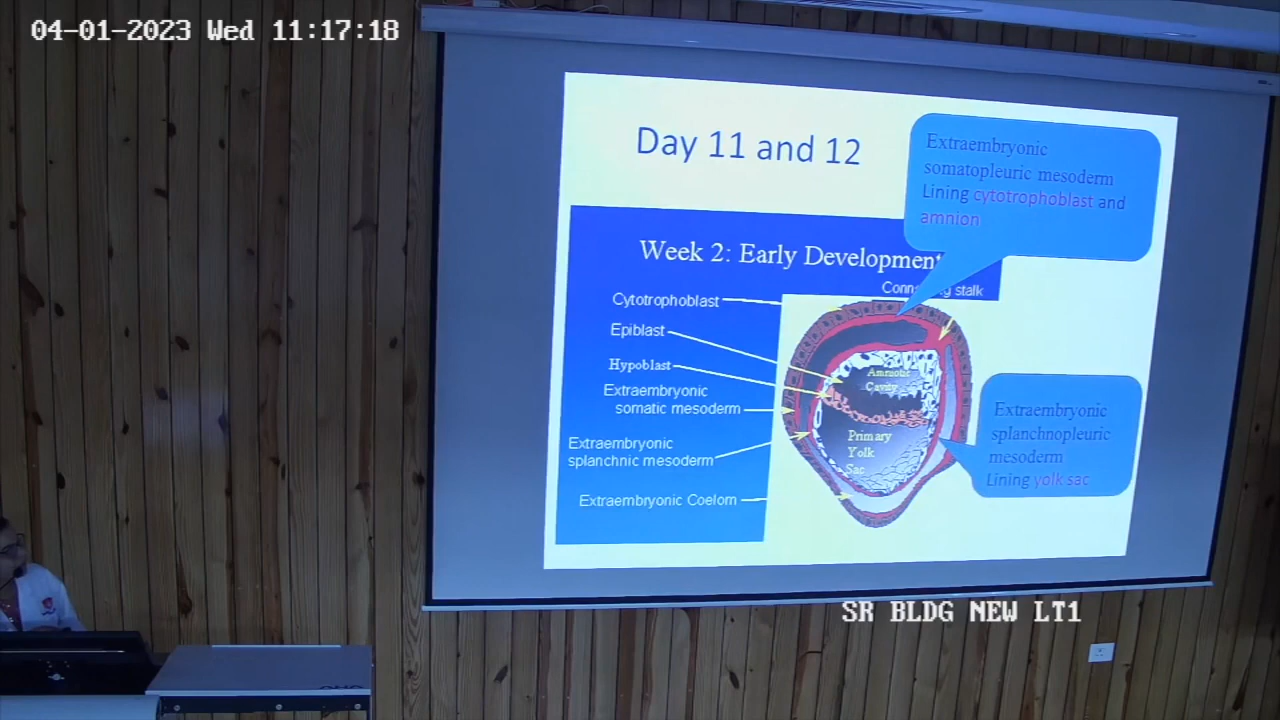 04-01-2023 Wed 11:17:18
Day 11 and 12
Extraembryonic
somatopleuric mesoderm
Lining cytotrophoblast and
amnion
Week 2: Early Development
stalk
Cytotrophoblast
Epiblast
Hypoblast
Extraembryonic
somatic mesoderm
Extraembryonic
splanchnic mesoderm
Extraembryonic Coelom
Amniotic
Cavity
Primary
Yolk
Sac
Extraembryonic
splanchnopleuric
mesoderm
Lining yolk sac
SR BLDG NEW LT1